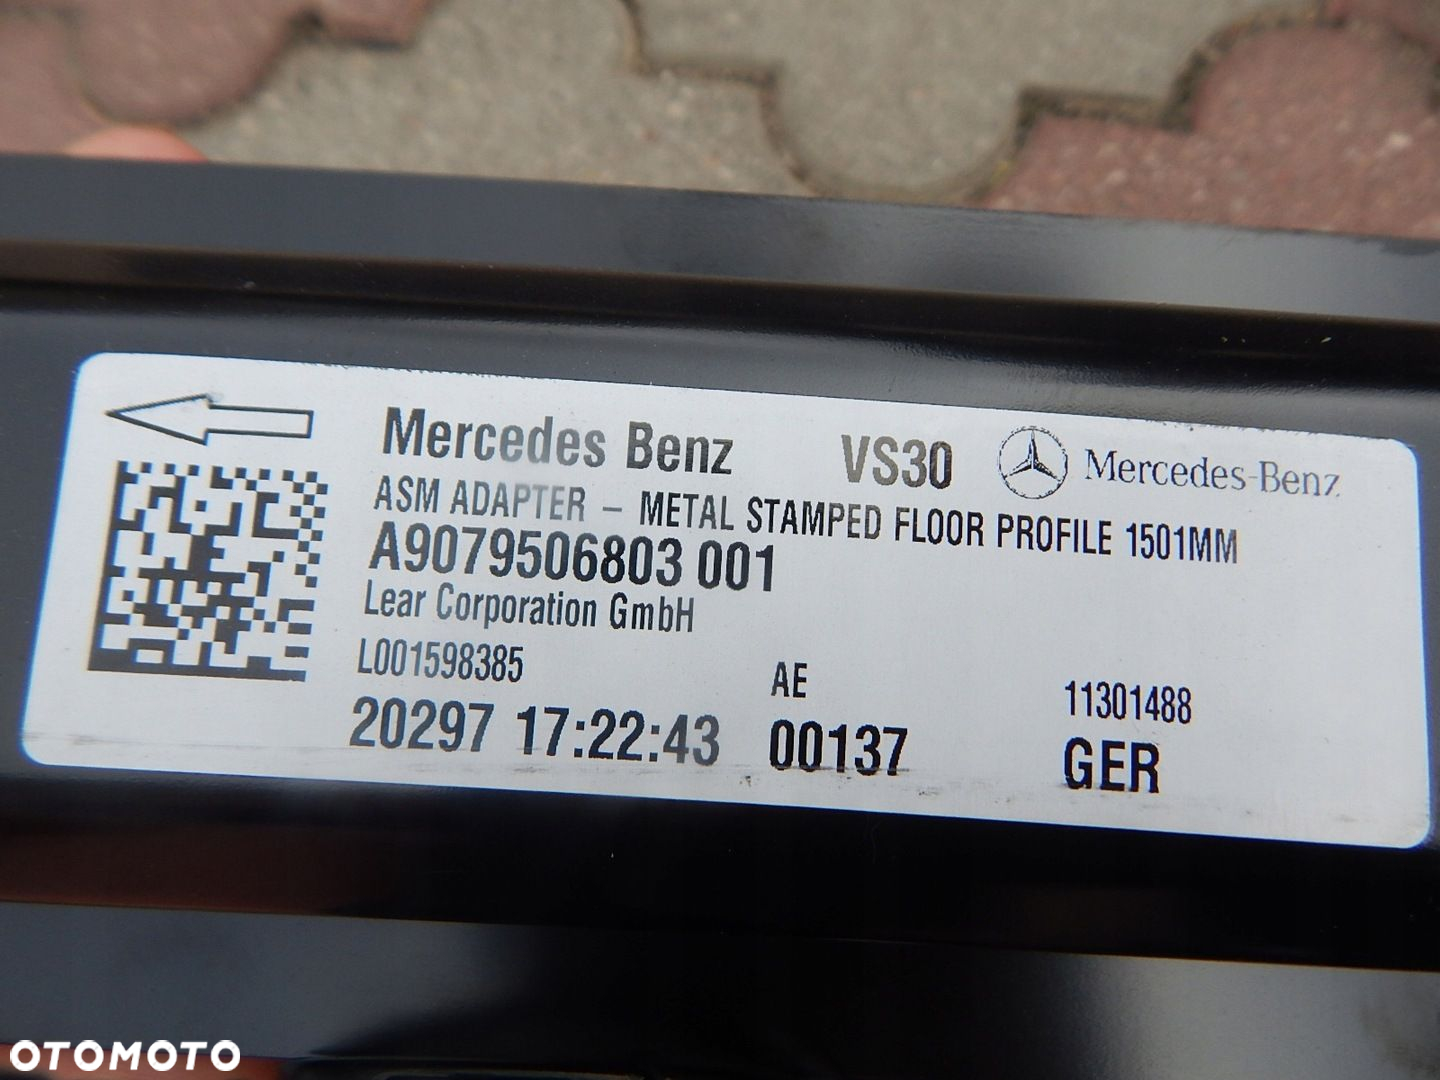 Mercedes Benz VS30 Mercedes-Benz
ASM ADAPTER - METAL STAMPED FLOOR PROFILE 1501MM
A9079506803 001
Lear Corporation GmbH
L001598385 AE 11301488
20297 17:22:43 00137 GER
OTOMOTO